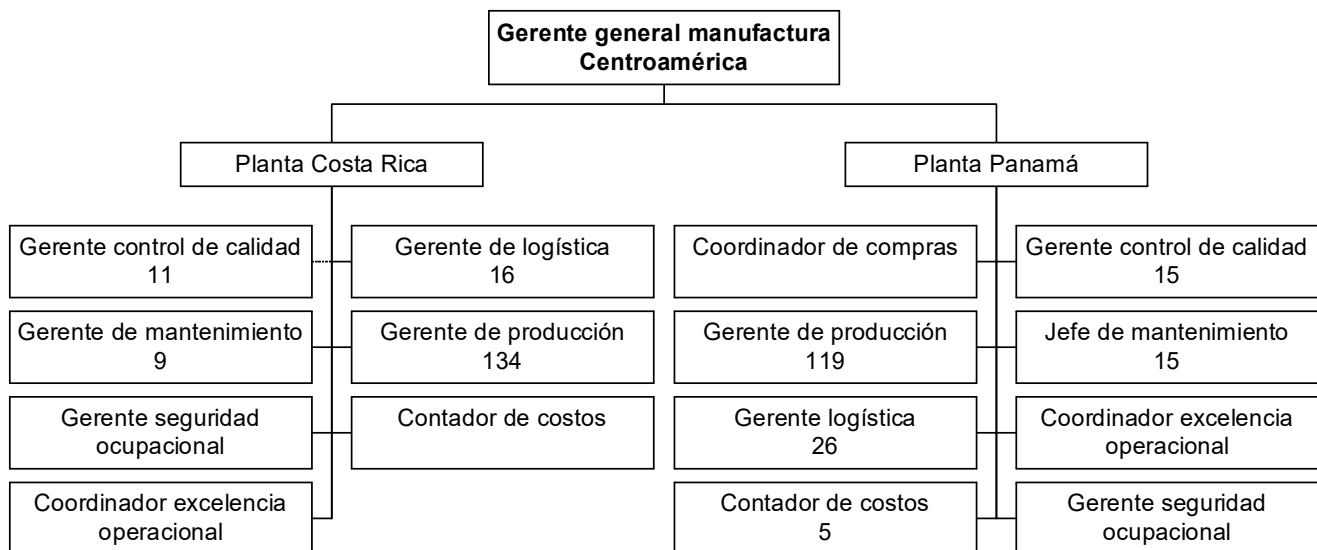 Gerente general manufactura
Centroamérica
Planta Costa Rica
Planta Panamá
Gerente control de calidad
11
Gerente de logística
16
Coordinador de compras
Gerente control de calidad
15
Gerente de mantenimiento
9
Gerente de producción
134
Gerente de producción
119
Jefe de mantenimiento
15
Gerente seguridad
ocupacional
Contador de costos
Gerente logística
26
Coordinador excelencia
operacional
Coordinador excelencia
operacional
Contador de costos
5
Gerente seguridad
ocupacional